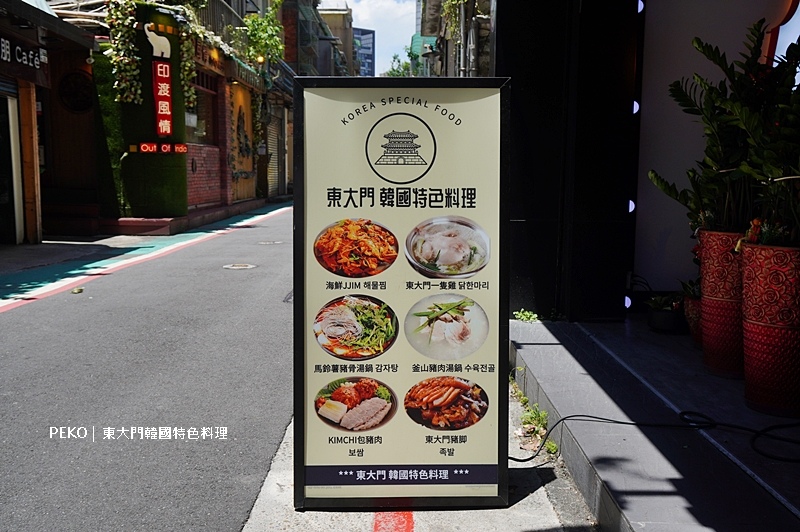 朋 Café
印渡風情
Out of India
KOREA SPECIAL FOOD
東大門 韓國特色料理
海鮮JJIM 해물찜
東大門一隻雞 닭한마리
馬鈴薯豬骨湯鍋 감자탕
釜山豬肉湯鍋 수육전골
KIMCHI包豬肉
보쌈
東大門豬脚
족발
*** 東大門 韓國特色料理 ***
PEKO｜東大門韓國特色料理